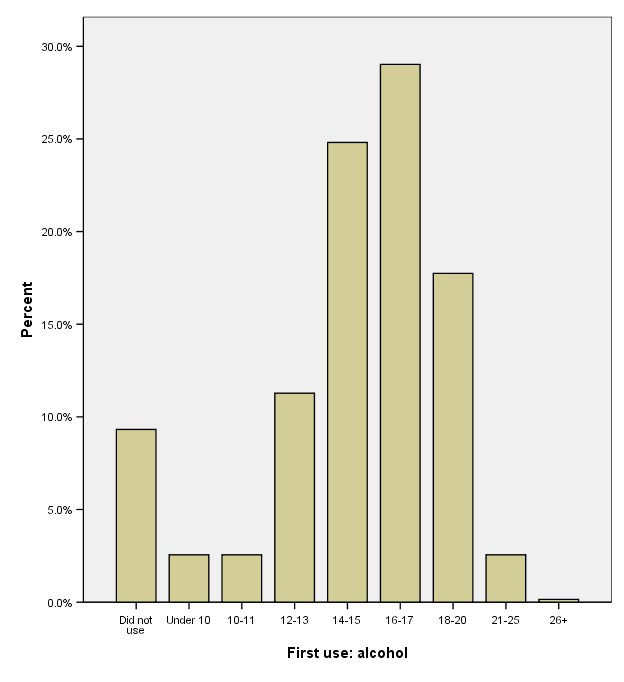 30.0%
25.0%
20.0%
15.0%
10.0%
5.0%
0.0%
Percent
Did not
use
Under 10
10-11
12-13
14-15
16-17
18-20
21-25
26+
First use: alcohol